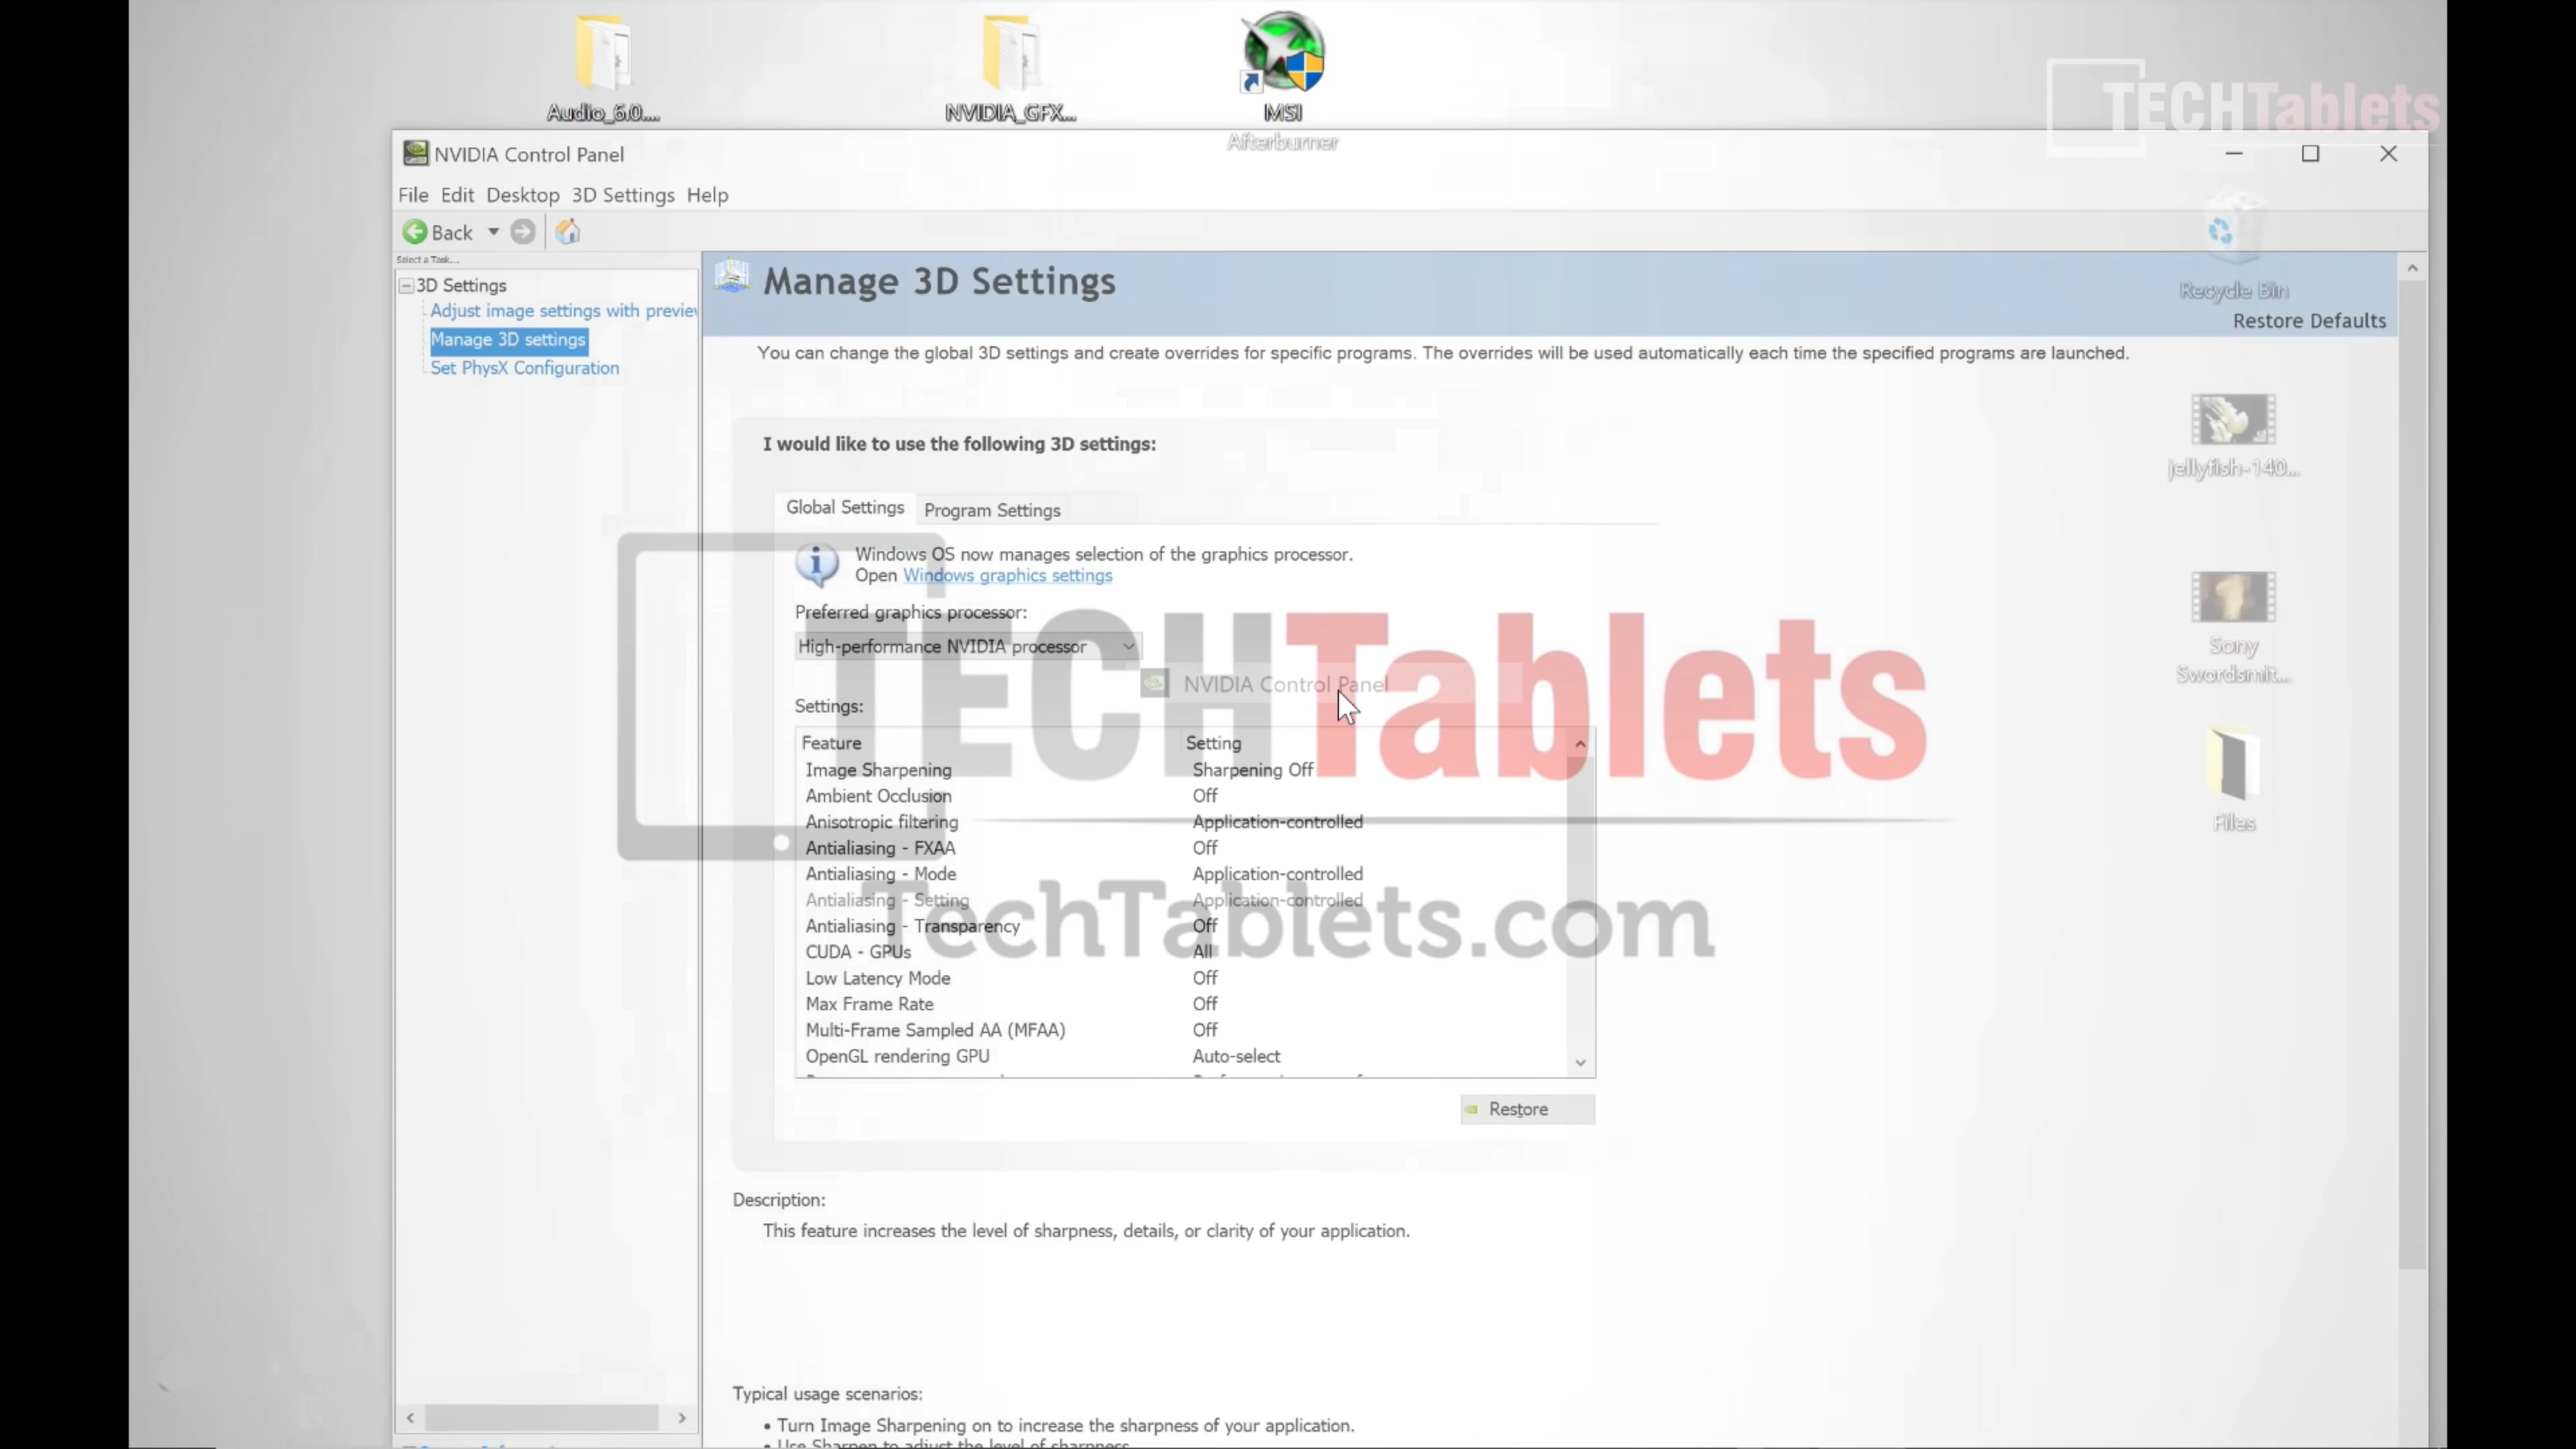 Audio_6.0....
NVIDIA_GFX...
MSI
Afterburner
TECHTablets
NVIDIA Control Panel
File Edit Desktop 3D Settings Help
Back
Select a Task...
3D Settings
Adjust image settings with preview
Manage 3D settings
Set PhysX Configuration
Manage 3D Settings
Recycle Bin
Restore Defaults
You can change the global 3D settings and create overrides for specific programs. The overrides will be used automatically each time the specified programs are launched.
I would like to use the following 3D settings:
jellyfish-140...
Global Settings
Program Settings
Windows OS now manages selection of the graphics processor.
Open Windows graphics settings
Preferred graphics processor:
High-performance NVIDIA processor
TECHTablets
NVIDIA Control Panel
Sony
Swordsmit...
Settings:
Feature Setting
Image Sharpening Sharpening Off
Ambient Occlusion Off
Anisotropic filtering Application-controlled
Files
Antialiasing - FXAA Off
Antialiasing - Mode Application-controlled
Antialiasing - Setting Application-controlled
TechTablets.com
Antialiasing - Transparency Off
CUDA - GPUs All
Low Latency Mode Off
Max Frame Rate Off
Multi-Frame Sampled AA (MFAA) Off
OpenGL rendering GPU Auto-select
Restore
Description:
This feature increases the level of sharpness, details, or clarity of your application.
Typical usage scenarios:
• Turn Image Sharpening on to increase the sharpness of your application.
• Use Sharpen to adjust the level of sharpness